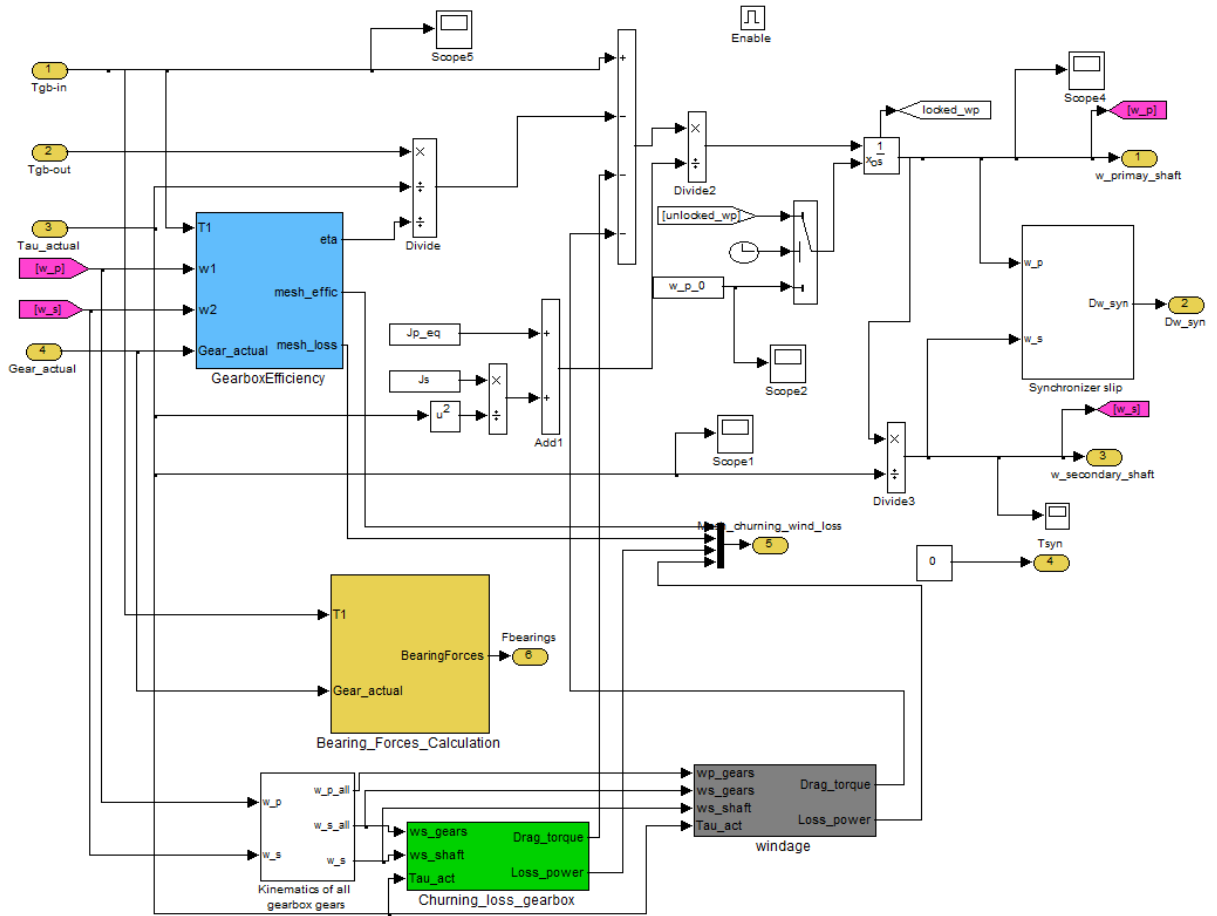 Enable
Scope5
1
Tgb-in
+
Scope4
locked_wp
[w_p]
2
Tgb-out
×
÷
÷
Divide
−
−
−
×
÷
Divide2
1
s
xo
1
w_primay_shaft
3
Tau_actual
[w_p]
[w_s]
4
Gear_actual
T1
w1
w2
Gear_actual
eta
mesh_effic
mesh_loss
GearboxEfficiency
[unlocked_wp]
w_p_0
Scope2
w_p
w_s
Dw_syn
Synchronizer slip
2
Dw_syn
Jp_eq
Js
u²
×
÷
+
+
Add1
Scope1
[w_s]
×
÷
Divide3
3
w_secondary_shaft
Tsyn
4
0
Mesh_churning_wind_loss
5
T1
Gear_actual
BearingForces
Bearing_Forces_Calculation
Fbearings
6
w_p
w_s
w_p_all
w_s_all
w_s
Kinematics of all
gearbox gears
ws_gears
ws_shaft
Tau_act
Drag_torque
Loss_power
Churning_loss_gearbox
wp_gears
ws_gears
ws_shaft
Tau_act
Drag_torque
Loss_power
windage